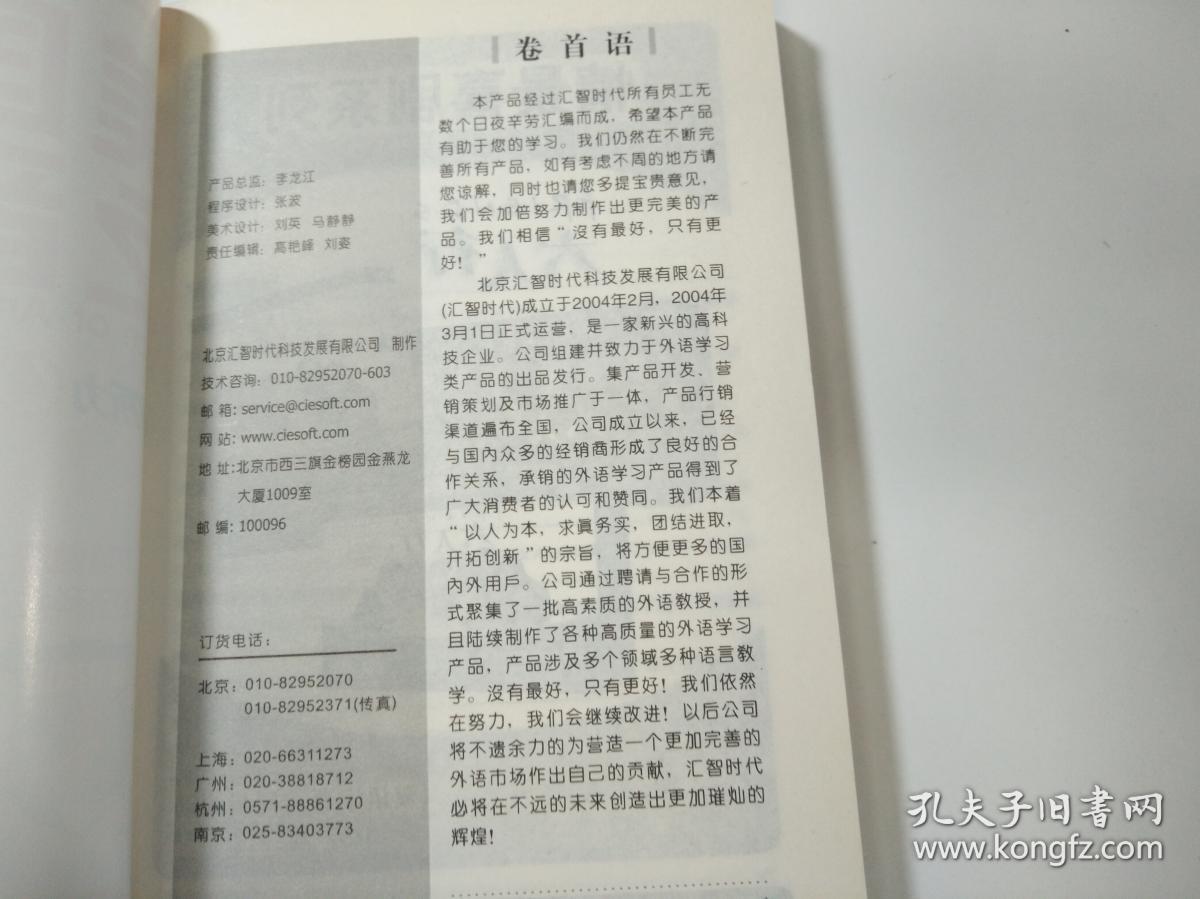 产品总监：李龙江
程序设计：张波
美术设计：刘英 马静静
责任编辑：高艳峰 刘姿
北京汇智时代科技发展有限公司 制作
技术咨询：010-82952070-603
邮 箱: service@ciesoft.com
网 站: www.ciesoft.com
地 址:北京市西三旗金榜园金燕龙
大厦1009室
邮 编: 100096
订货电话：
北京：010-82952070
010-82952371(传真)
上海：020-66311273
广州：020-38818712
杭州：0571-88861270
南京：025-83403773
卷首语
本产品经过汇智时代所有员工无
数个日夜辛劳汇编而成，希望本产品
有助于您的学习。我们仍然在不断完
善所有产品，如有考虑不周的地方请
您谅解，同时也请您多提宝贵意见，
我们会加倍努力制作出更完美的产
品。我们相信“沒有最好，只有更
好！”
北京汇智时代科技发展有限公司
(汇智时代)成立于2004年2月，2004年
3月1日正式运营，是一家新兴的高科
技企业。公司组建并致力于外语学习
类产品的出品发行。集产品开发、营
销策划及市场推广于一体，产品行销
渠道遍布全国，公司成立以来，已经
与国内众多的经销商形成了良好的合
作关系，承销的外语学习产品得到了
广大消费者的认可和赞同。我们本着
“以人为本，求眞务实，团结进取，
开拓创新”的宗旨，将方便更多的国
内外用戶。公司通过聘请与合作的形
式聚集了一批高素质的外语教授，并
且陆续制作了各种高质量的外语学习
产品，产品涉及多个领域多种语言教
学。沒有最好，只有更好！我们依然
在努力，我们会继续改进！以后公司
将不遗余力的为营造一个更加完善的
外语市场作出自己的贡献，汇智时代
必将在不远的未来创造出更加璀灿的
辉煌！
孔夫子旧书网
www.kongfz.com